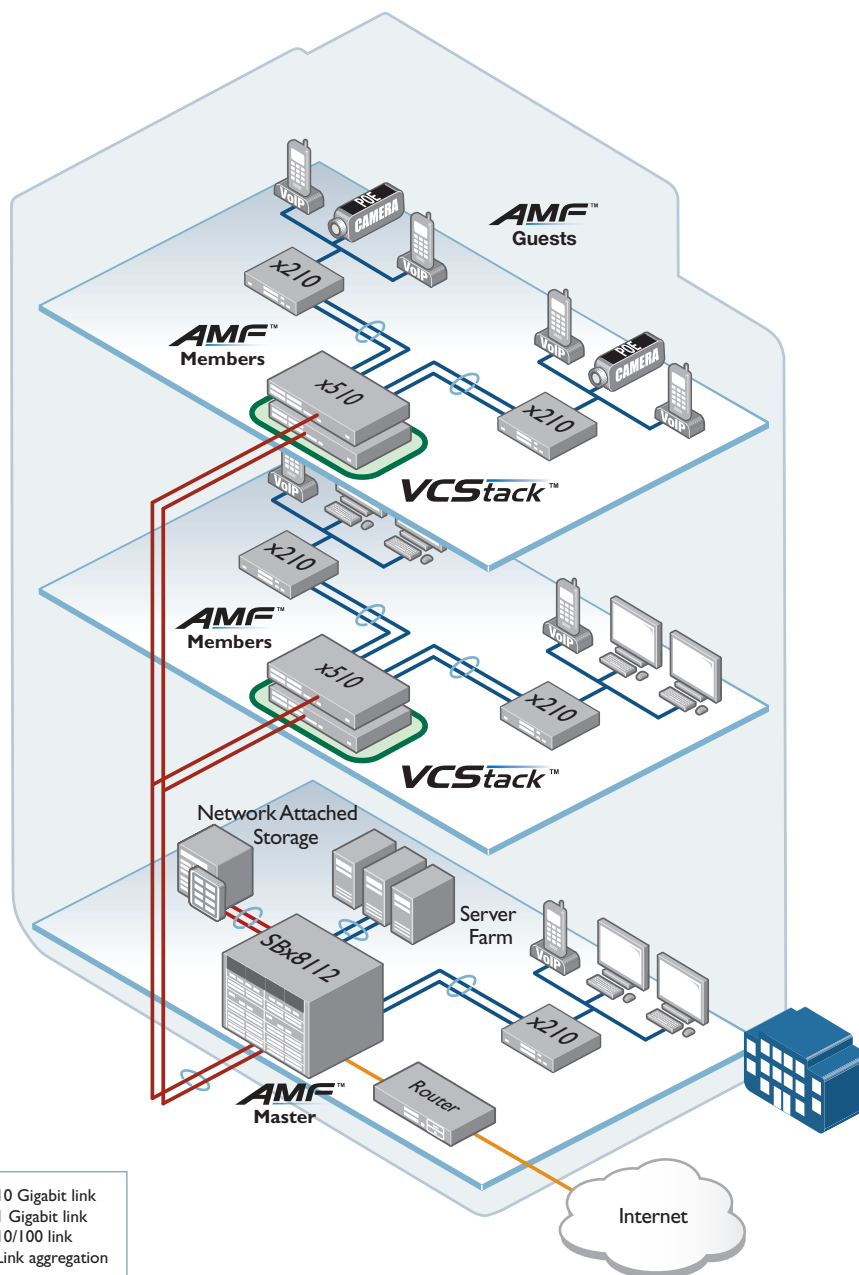 VoIP
POE
CAMERA
VoIP
AMF™
Guests
x210
VoIP
POE
CAMERA
VoIP
AMF™
Members
x510
x210
VCStack™
VoIP
x210
AMF™
Members
VoIP
x510
x210
VCStack™
Network Attached
Storage
Server
Farm
SBx8112
VoIP
x210
AMF™
Master
Router
Internet
10 Gigabit link
1 Gigabit link
10/100 link
Link aggregation